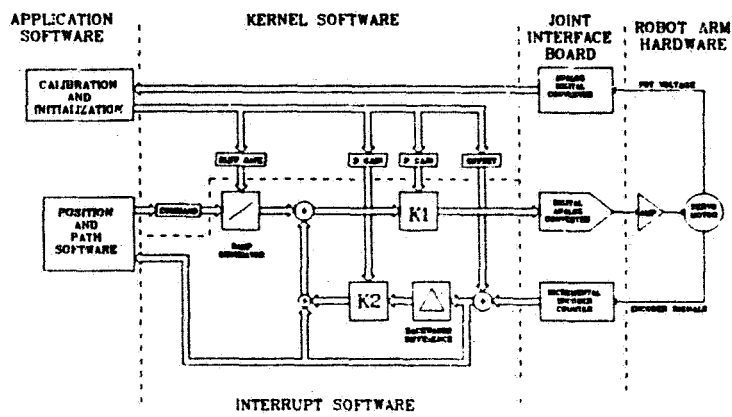 APPLICATION
SOFTWARE
KERNEL SOFTWARE
JOINT
INTERFACE
BOARD
ROBOT ARM
HARDWARE
CALIBRATION
AND
INITIALIZATION
ANALOG
DIGITAL
CONVERTER
POT VOLTAGE
SLEW RATE
D GAIN
P GAIN
OFFSET
POSITION
AND
PATH
SOFTWARE
COMMAND
RAMP
GENERATOR
+
K1
DIGITAL
ANALOG
CONVERTER
AMP
SERVO
MOTOR
+
K2
Δ
BACKWARD
DIFFERENCE
+
INCREMENTAL
ENCODER
COUNTER
ENCODER SIGNALS
INTERRUPT SOFTWARE